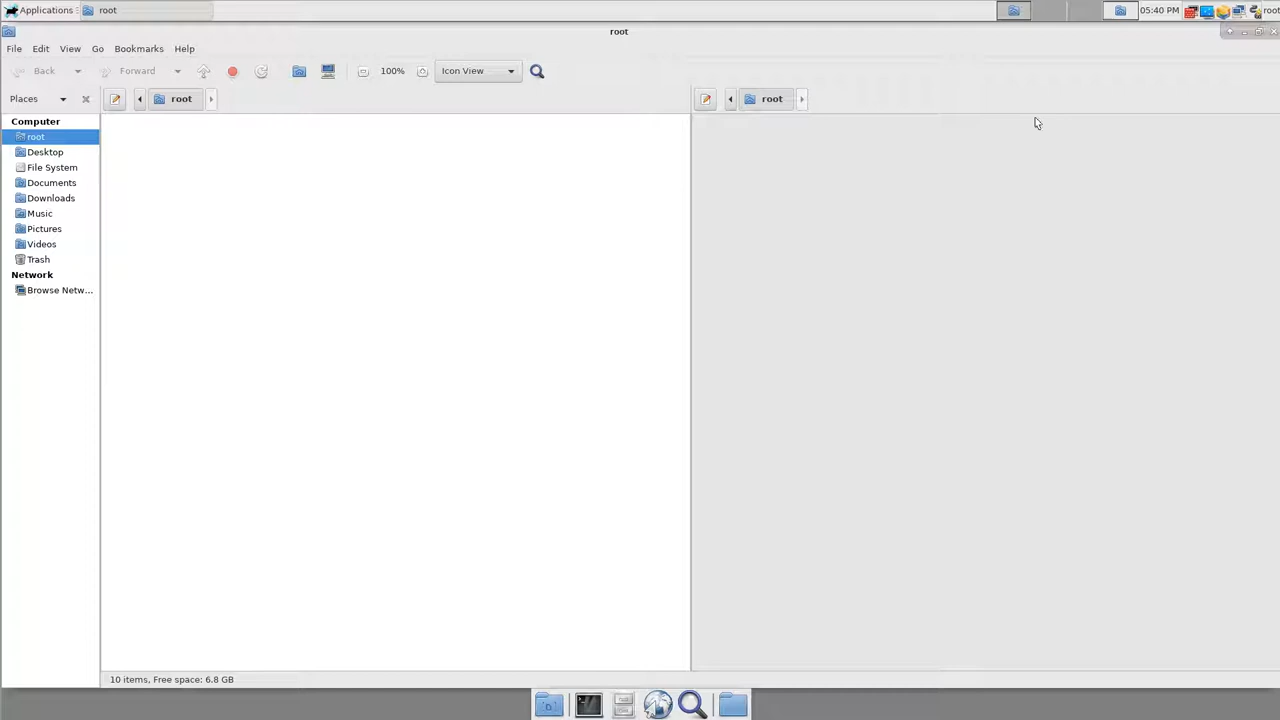 Applications root 05:40 PM root
root
File Edit View Go Bookmarks Help
Back Forward 100% Icon View
Places root root
Computer
root
Desktop
File System
Documents
Downloads
Music
Pictures
Videos
Trash
Network
Browse Netw...
10 items, Free space: 6.8 GB